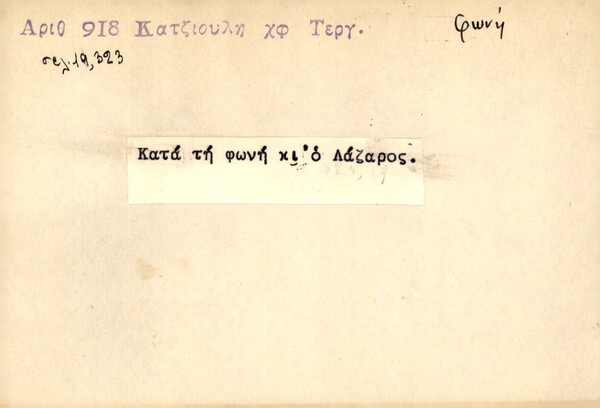 Αριθ 918 Κατζιουλη χφ Τεργ.
φωνή
σελ. 19,323
Κατά τή φωνή κι'ὁ Λάζαρος.